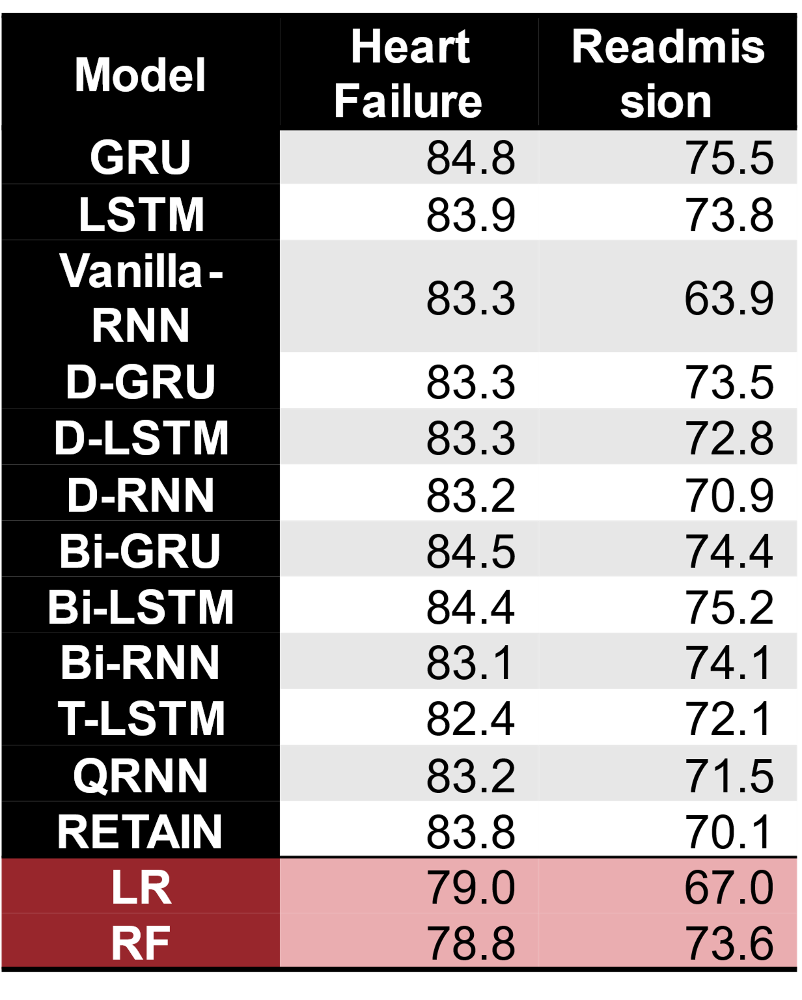 Model Heart Failure Readmis sion
GRU 84.8 75.5
LSTM 83.9 73.8
Vanilla-
RNN 83.3 63.9
D-GRU 83.3 73.5
D-LSTM 83.3 72.8
D-RNN 83.2 70.9
Bi-GRU 84.5 74.4
Bi-LSTM 84.4 75.2
Bi-RNN 83.1 74.1
T-LSTM 82.4 72.1
QRNN 83.2 71.5
RETAIN 83.8 70.1
LR 79.0 67.0
RF 78.8 73.6